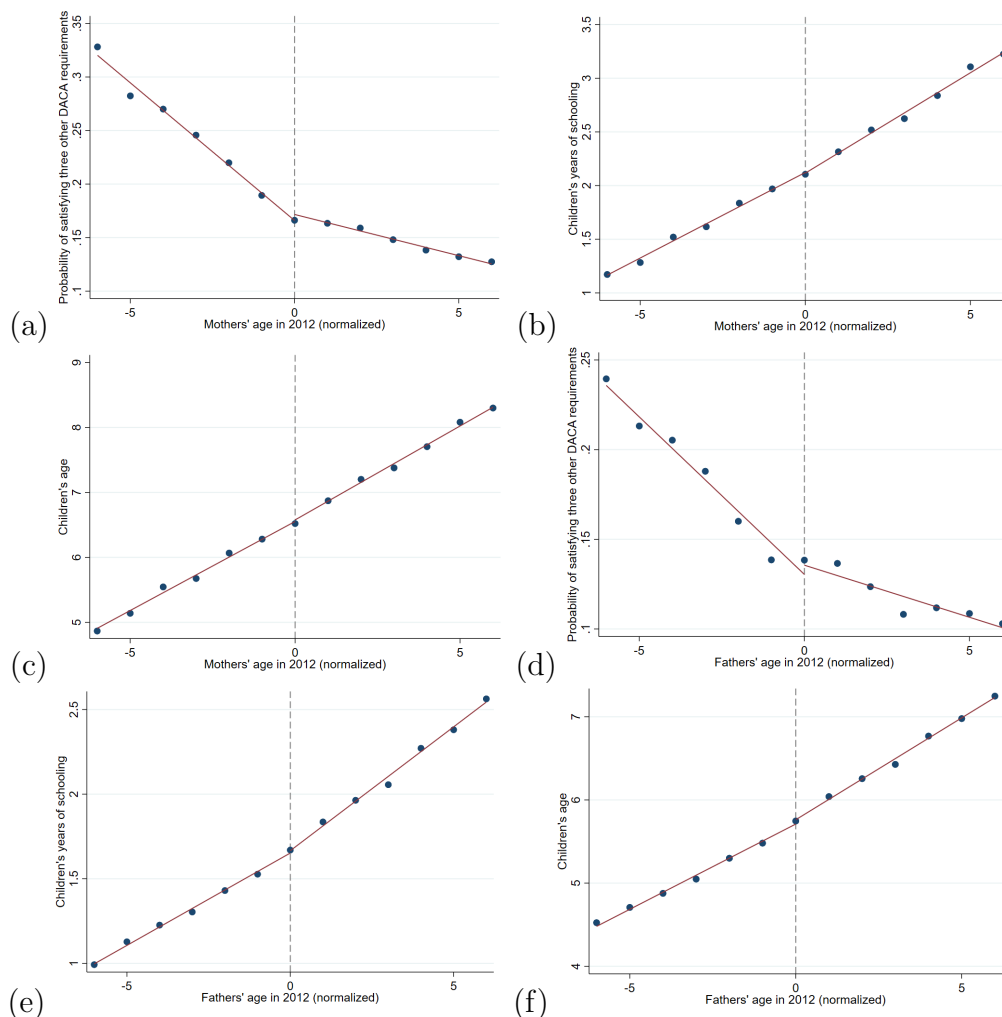 Probability of satisfying three other DACA requirements
.35
.3
.25
.2
.15
.1
-5
0
5
Mothers' age in 2012 (normalized)
(a)
Children's years of schooling
3.5
3
2.5
2
1.5
1
-5
0
5
Mothers' age in 2012 (normalized)
(b)
Children's age
9
8
7
6
5
-5
0
5
Mothers' age in 2012 (normalized)
(c)
Probability of satisfying three other DACA requirements
.25
.2
.15
.1
-5
0
5
Fathers' age in 2012 (normalized)
(d)
Children's years of schooling
2.5
2
1.5
1
-5
0
5
Fathers' age in 2012 (normalized)
(e)
Children's age
7
6
5
4
-5
0
5
Fathers' age in 2012 (normalized)
(f)